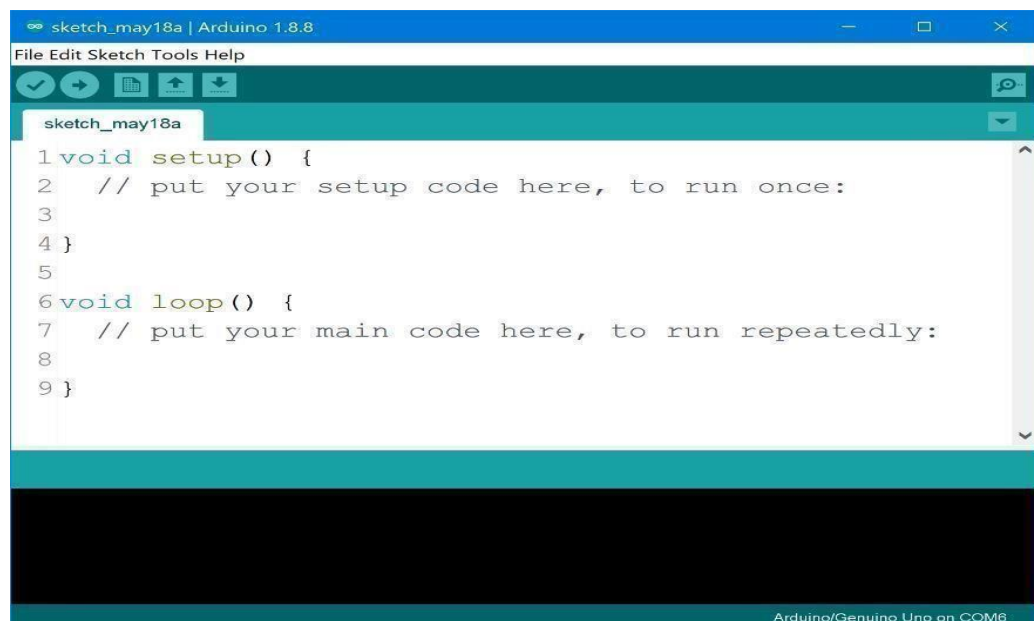 sketch_may18a | Arduino 1.8.8
File Edit Sketch Tools Help
sketch_may18a
1 void setup() {
2   // put your setup code here, to run once:
3
4 }
5
6 void loop() {
7   // put your main code here, to run repeatedly:
8
9 }
Arduino/Genuino Uno on COM6